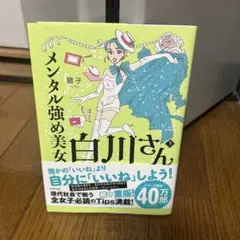 獅子
メンタル強め美女
白川さん
誰かの「いいね」より
自分に「いいね」しよう!
現代社会で戦う
全女子必読のTips満載!
重版!
40万部